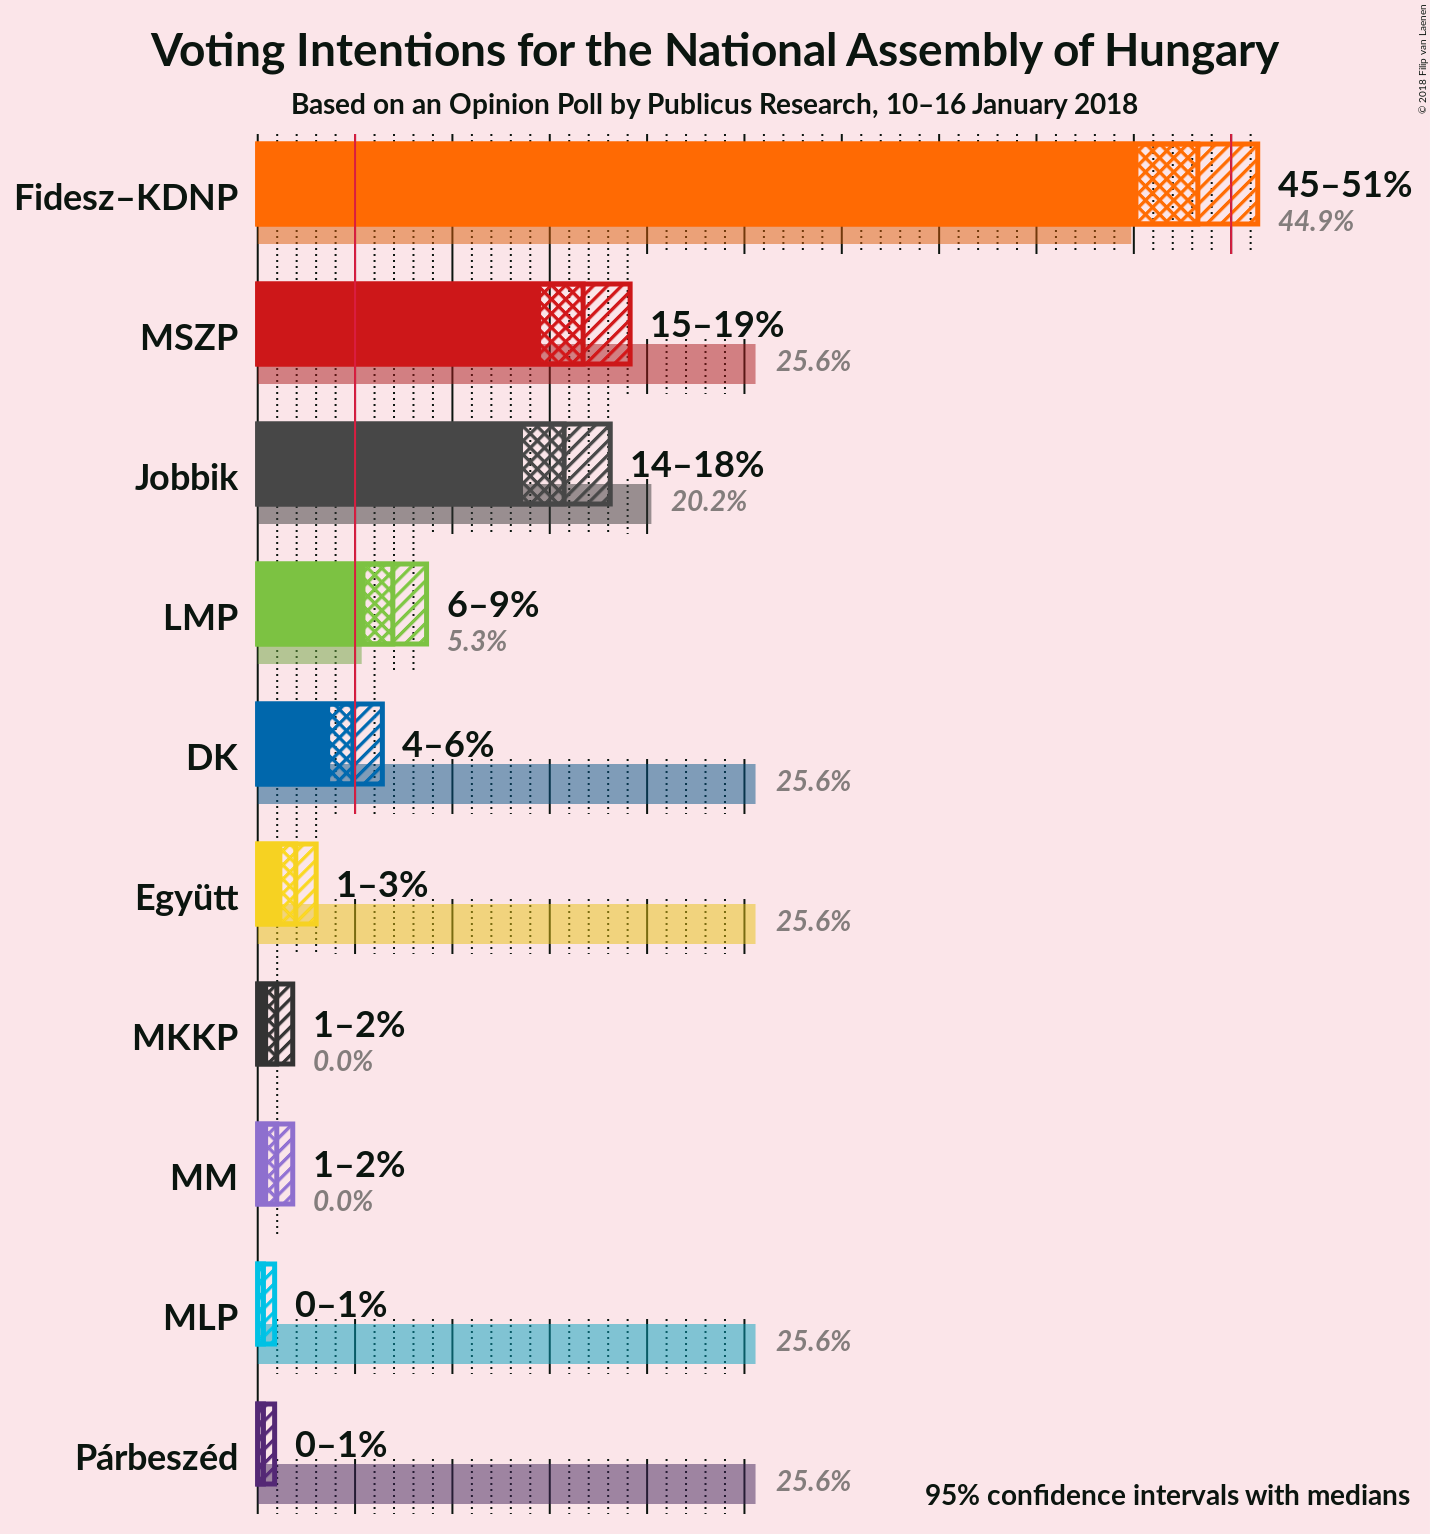 Voting Intentions for the National Assembly of Hungary
Based on an Opinion Poll by Publicus Research, 10–16 January 2018
© 2018 Filip van Laenen
Fidesz–KDNP
45–51%
44.9%
MSZP
15–19%
25.6%
Jobbik
14–18%
20.2%
LMP
6–9%
5.3%
DK
4–6%
25.6%
Együtt
1–3%
25.6%
MKKP
1–2%
0.0%
MM
1–2%
0.0%
MLP
0–1%
25.6%
Párbeszéd
0–1%
25.6%
95% confidence intervals with medians